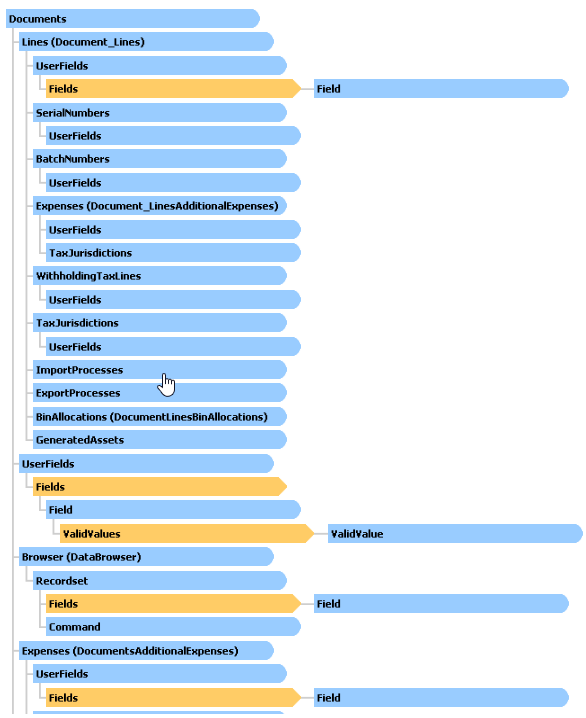 Documents
Lines (Document_Lines)
UserFields
Fields Field
SerialNumbers
UserFields
BatchNumbers
UserFields
Expenses (Document_LinesAdditionalExpenses)
UserFields
TaxJurisdictions
WithholdingTaxLines
UserFields
TaxJurisdictions
UserFields
ImportProcesses
ExportProcesses
BinAllocations (DocumentLinesBinAllocations)
GeneratedAssets
UserFields
Fields
Field
ValidValues ValidValue
Browser (DataBrowser)
Recordset
Fields Field
Command
Expenses (DocumentsAdditionalExpenses)
UserFields
Fields Field